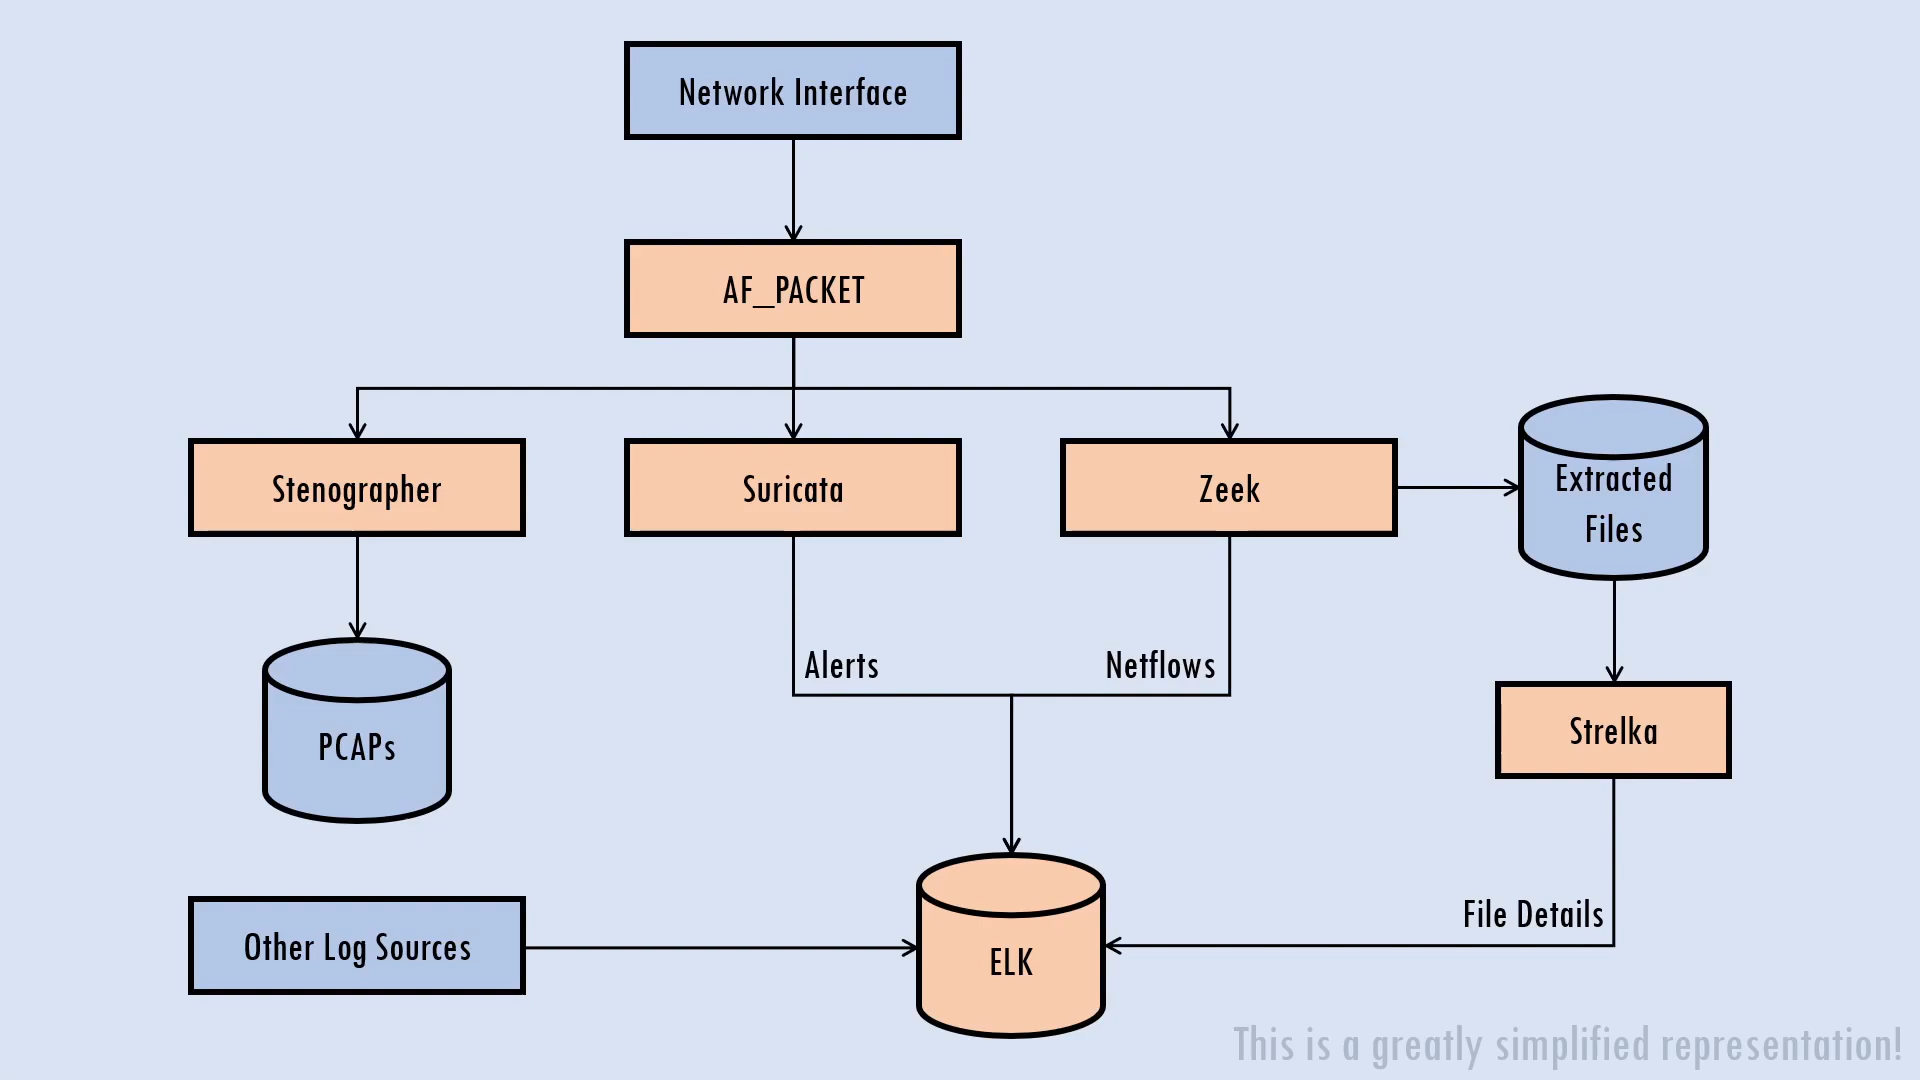 Network Interface
AF_PACKET
Stenographer
Suricata
Zeek
Extracted
Files
Alerts
Netflows
PCAPs
Strelka
Other Log Sources
ELK
File Details
This is a greatly simplified representation!